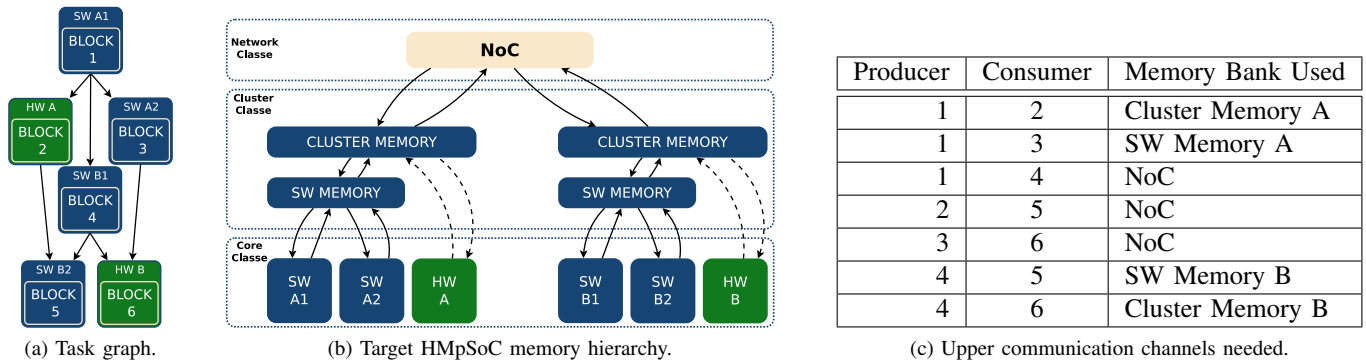 SW A1
BLOCK
1
HW A
BLOCK
2
SW A2
BLOCK
3
SW B1
BLOCK
4
SW B2
BLOCK
5
HW B
BLOCK
6
(a) Task graph.
Network
Classe
NoC
Cluster
Classe
CLUSTER MEMORY
CLUSTER MEMORY
SW MEMORY
SW MEMORY
Core
Classe
SW
A1
SW
A2
HW
A
SW
B1
SW
B2
HW
B
(b) Target HMpSoC memory hierarchy.
Producer Consumer Memory Bank Used
1 2 Cluster Memory A
1 3 SW Memory A
1 4 NoC
2 5 NoC
3 6 NoC
4 5 SW Memory B
4 6 Cluster Memory B
(c) Upper communication channels needed.